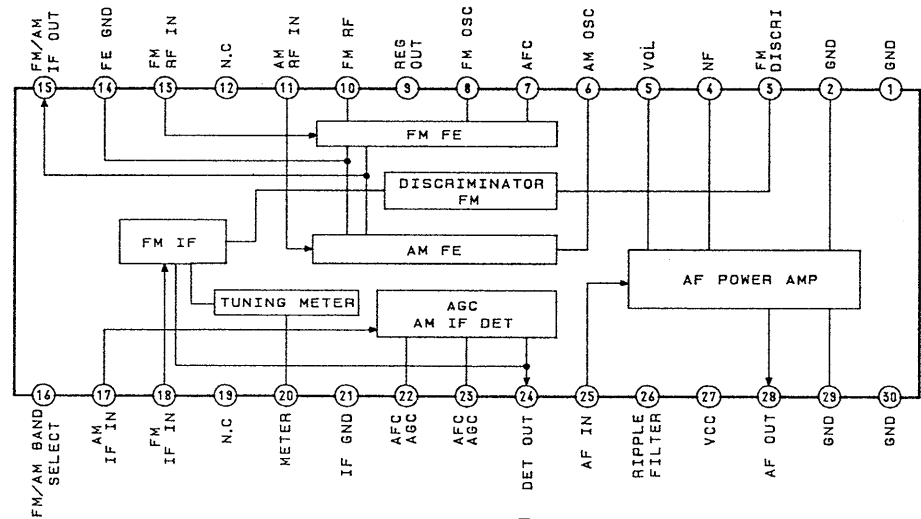 FM/AM
IF OUT
FE GND
FM
RF IN
N.C
AM
RF IN
FM RF
REG
OUT
FM OSC
AFC
AM OSC
VOL
NF
FM
DISCRI
GND
GND
15
14
13
12
11
10
9
8
7
6
5
4
3
2
1
FM FE
DISCRIMINATOR
FM
FM IF
AM FE
AF POWER AMP
TUNING METER
AGC
AM IF DET
16
17
18
19
20
21
22
23
24
25
26
27
28
29
30
FM/AM BAND
SELECT
AM
IF IN
FM
IF IN
N.C
METER
IF GND
AFC
AGC
AFC
AGC
DET OUT
AF IN
RIPPLE
FILTER
VCC
AF OUT
GND
GND